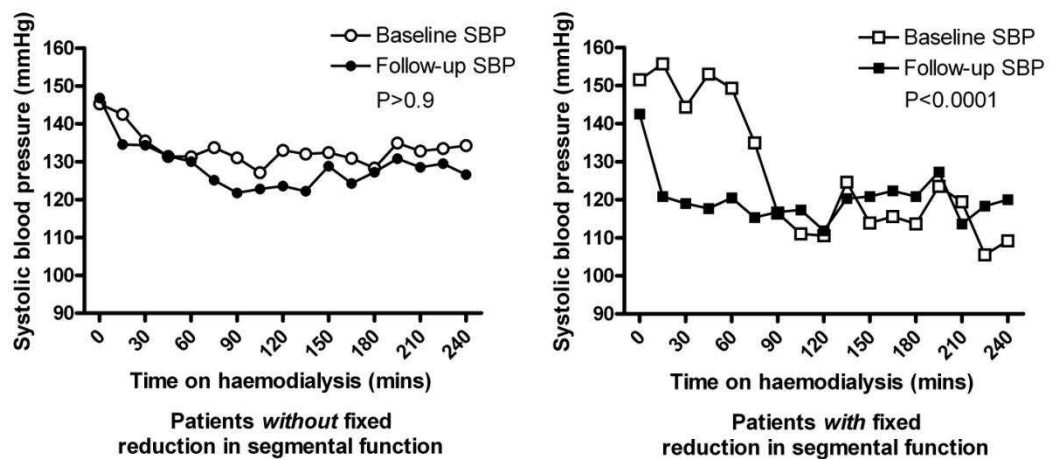 Systolic blood pressure (mmHg)
160
150
140
130
120
110
100
90
Baseline SBP
Follow-up SBP
P>0.9
0
30
60
90
120
150
180
210
240
Time on haemodialysis (mins)
Patients without fixed
reduction in segmental function
Systolic blood pressure (mmHg)
160
150
140
130
120
110
100
90
Baseline SBP
Follow-up SBP
P<0.0001
0
30
60
90
120
150
180
210
240
Time on haemodialysis (mins)
Patients with fixed
reduction in segmental function